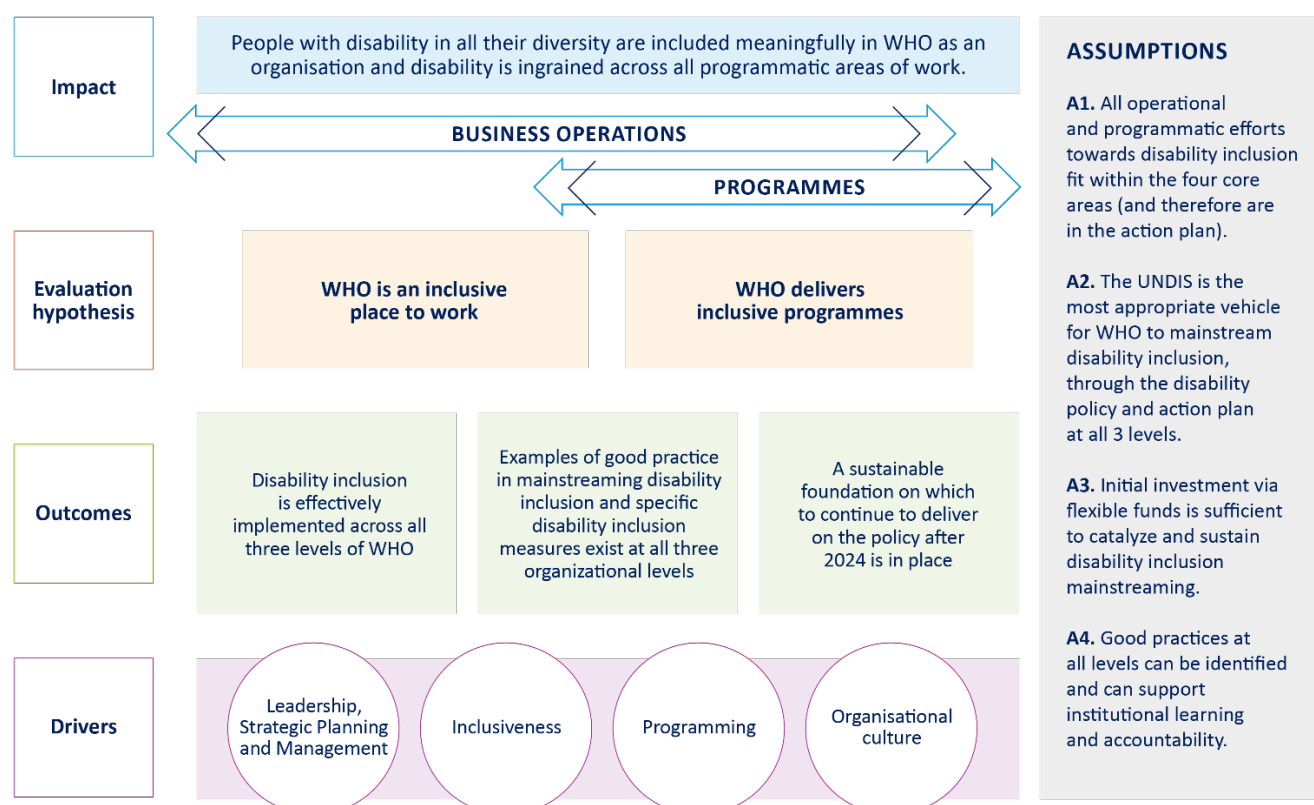 Impact
People with disability in all their diversity are included meaningfully in WHO as an
organisation and disability is ingrained across all programmatic areas of work.
BUSINESS OPERATIONS
PROGRAMMES
Evaluation
hypothesis
WHO is an inclusive
place to work
WHO delivers
inclusive programmes
Outcomes
Disability inclusion
is effectively
implemented across all
three levels of WHO
Examples of good practice
in mainstreaming disability
inclusion and specific
disability inclusion
measures exist at all three
organizational levels
A sustainable
foundation on which
to continue to deliver
on the policy after
2024 is in place
Drivers
Leadership,
Strategic Planning
and Management
Inclusiveness
Programming
Organisational
culture
ASSUMPTIONS
A1. All operational
and programmatic efforts
towards disability inclusion
fit within the four core
areas (and therefore are
in the action plan).
A2. The UNDIS is the
most appropriate vehicle
for WHO to mainstream
disability inclusion,
through the disability
policy and action plan
at all 3 levels.
A3. Initial investment via
flexible funds is sufficient
to catalyze and sustain
disability inclusion
mainstreaming.
A4. Good practices at
all levels can be identified
and can support
institutional learning
and accountability.